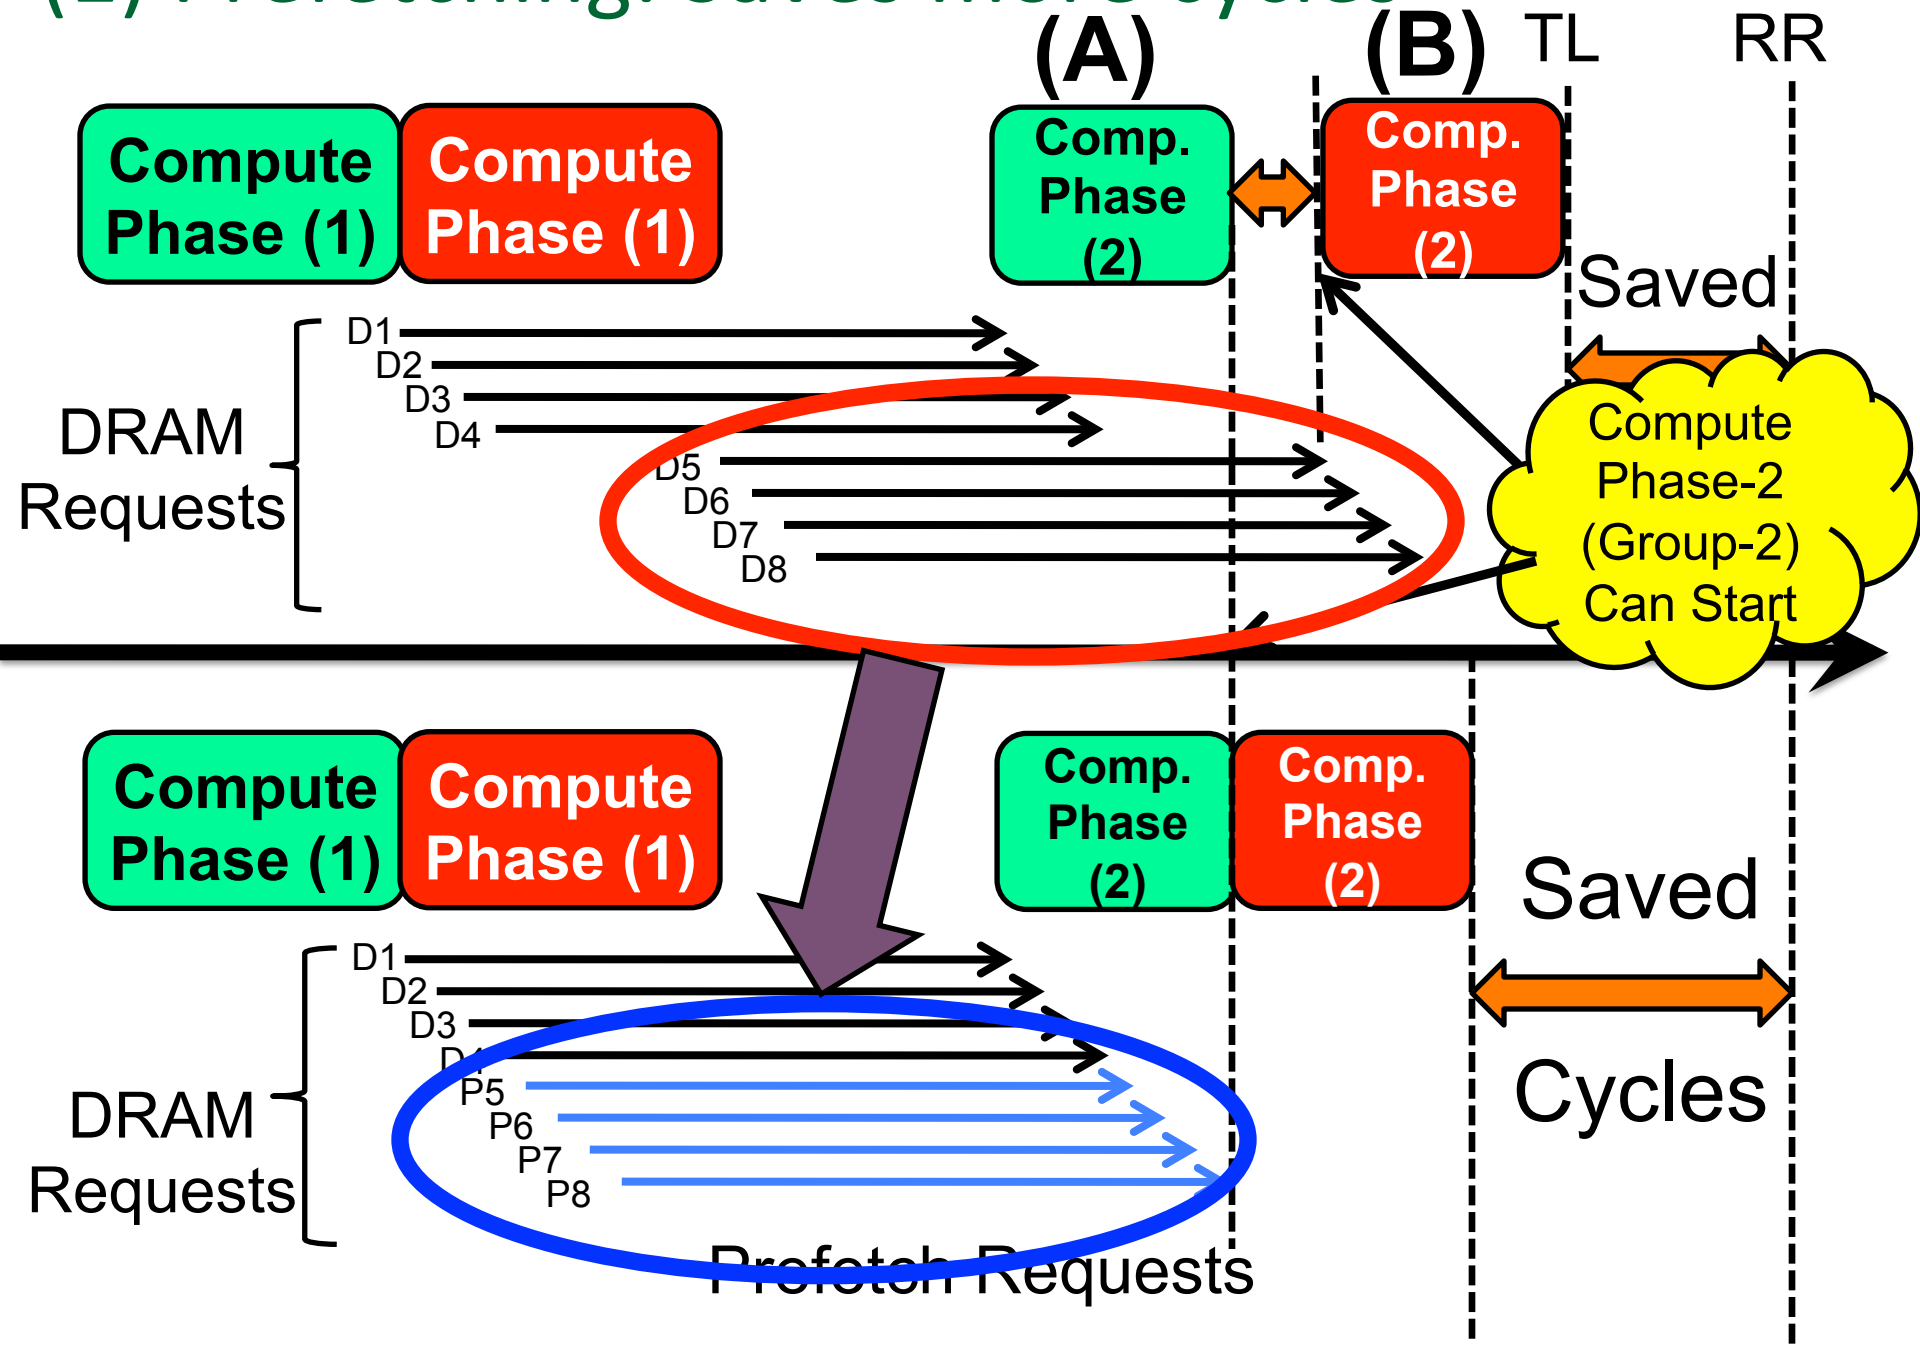 (A)
(B)
TL
RR
Compute
Phase (1)
Compute
Phase (1)
Comp.
Phase
(2)
Comp.
Phase
(2)
Saved
D1
D2
D3
D4
D5
D6
D7
D8
DRAM
Requests
Compute
Phase-2
(Group-2)
Can Start
Compute
Phase (1)
Compute
Phase (1)
Comp.
Phase
(2)
Comp.
Phase
(2)
Saved
Cycles
D1
D2
D3
D4
P5
P6
P7
P8
DRAM
Requests
Prefetch Requests